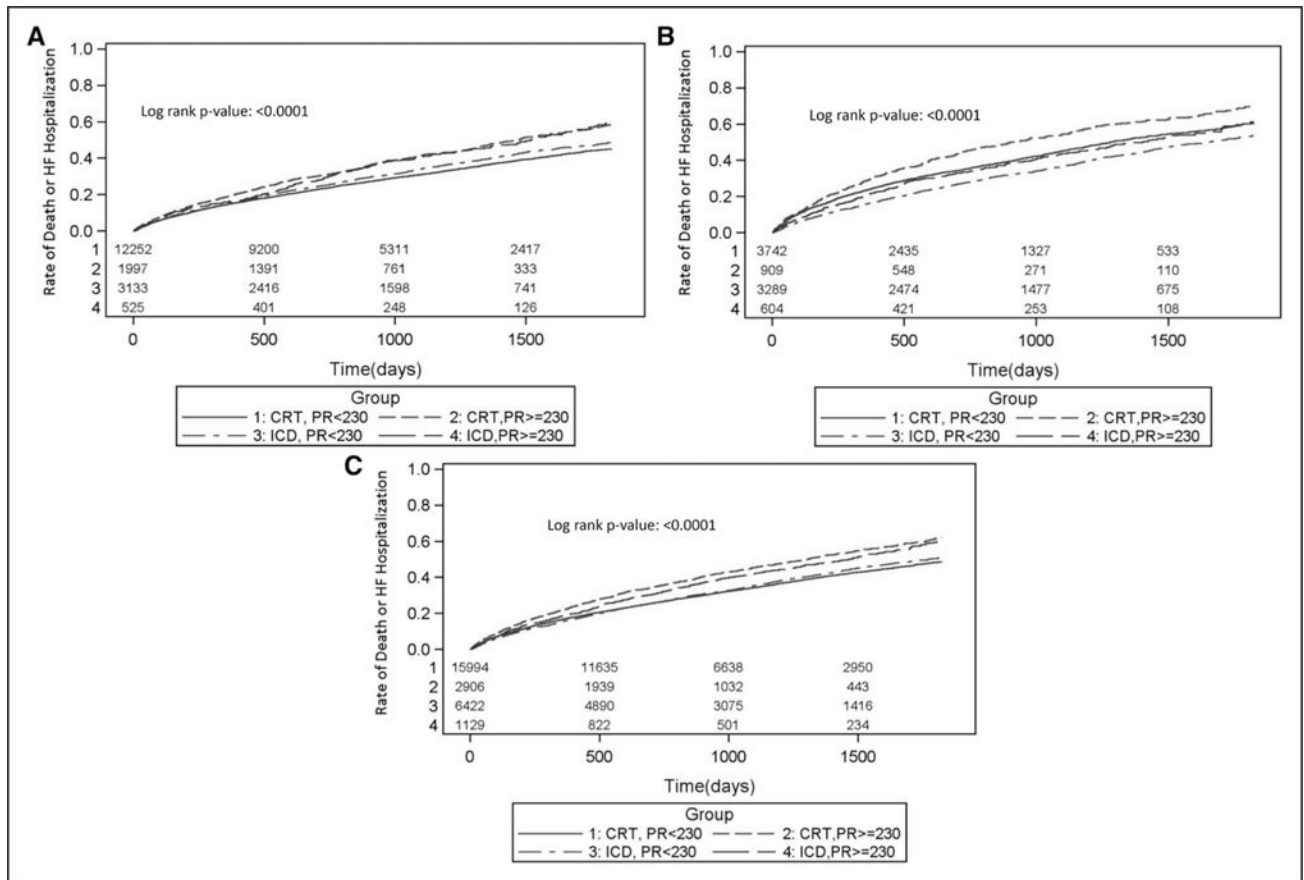 A
Rate of Death or HF Hospitalization
1.0
0.8
0.6
0.4
0.2
0.0
Log rank p-value: <0.0001
1 12252 9200 5311 2417
2 1997 1391 761 333
3 3133 2416 1598 741
4 525 401 248 126
0 500 1000 1500
Time(days)
Group
1: CRT, PR<230 2: CRT,PR>=230
3: ICD, PR<230 4: ICD,PR>=230
B
Rate of Death or HF Hospitalization
1.0
0.8
0.6
0.4
0.2
0.0
Log rank p-value: <0.0001
1 3742 2435 1327 533
2 909 548 271 110
3 3289 2474 1477 675
4 604 421 253 108
0 500 1000 1500
Time(days)
Group
1: CRT, PR<230 2: CRT,PR>=230
3: ICD, PR<230 4: ICD,PR>=230
C
Rate of Death or HF Hospitalization
1.0
0.8
0.6
0.4
0.2
0.0
Log rank p-value: <0.0001
1 15994 11635 6638 2950
2 2906 1939 1032 443
3 6422 4890 3075 1416
4 1129 822 501 234
0 500 1000 1500
Time(days)
Group
1: CRT, PR<230 2: CRT,PR>=230
3: ICD, PR<230 4: ICD,PR>=230